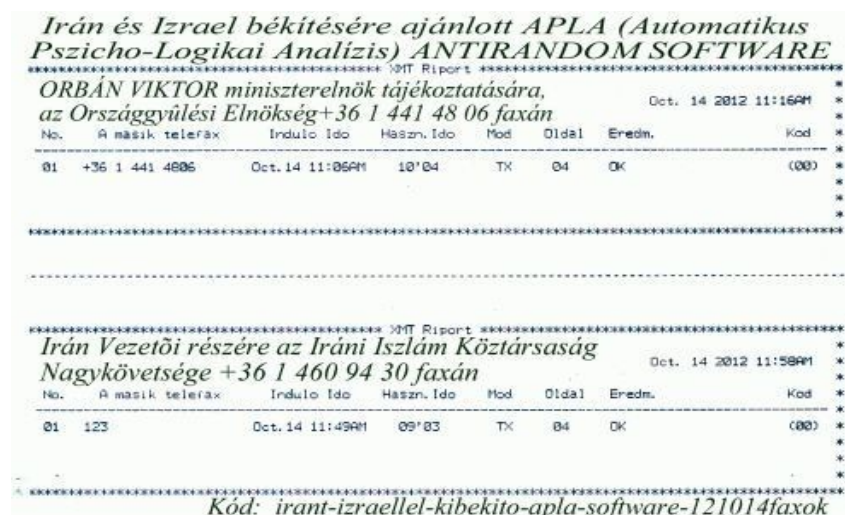 Irán és Izrael békítésére ajánlott APLA (Automatikus
Pszicho-Logikai Analízis) ANTIRANDOM SOFTWARE
XMT Riport
ORBÁN VIKTOR miniszterelnök tájékoztatására,
az Országgyûlési Elnökség+36 1 441 48 06 faxán
Oct. 14 2012 11:16AM
No. A masik telefax Indulo Ido Haszn.Ido Mod Oldal Eredm. Kod
01 +36 1 441 4806 Oct.14 11:06AM 10'04 TX 04 OK (00)
XMT Riport
Irán Vezetõi részére az Iráni Iszlám Köztársaság
Nagykövetsége +36 1 460 94 30 faxán
Oct. 14 2012 11:58AM
No. A masik telefax Indulo Ido Haszn.Ido Mod Oldal Eredm. Kod
01 123 Oct.14 11:49AM 09'03 TX 04 OK (00)
Kód: irant-izraellel-kibekito-apla-software-121014faxok